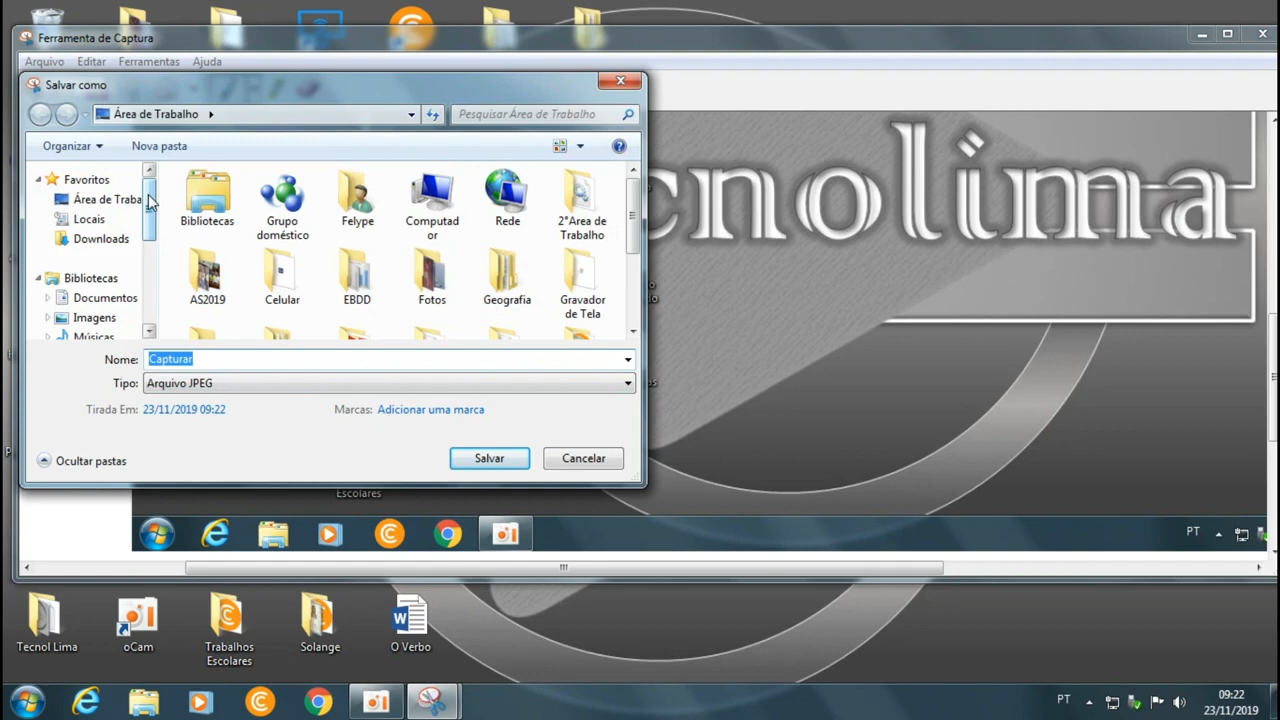 Ferramenta de Captura
Arquivo Editar Ferramentas Ajuda
Salvar como
Área de Trabalho
Pesquisar Área de Trabalho
Organizar Nova pasta
Favoritos
Área de Traba
Locais
Downloads
Bibliotecas
Documentos
Imagens
Músicas
Bibliotecas
Grupo
doméstico
Felype
Computad
or
Rede
2°Area de
Trabalho
AS2019
Celular
EBDD
Fotos
Geografia
Gravador
de Tela
Nome: Capturar
Tipo: Arquivo JPEG
Tirada Em: 23/11/2019 09:22
Marcas: Adicionar uma marca
Ocultar pastas
Salvar
Cancelar
cnolima
Escolares
PT
Tecnol Lima
oCam
Trabalhos
Escolares
Solange
O Verbo
PT
09:22
23/11/2019